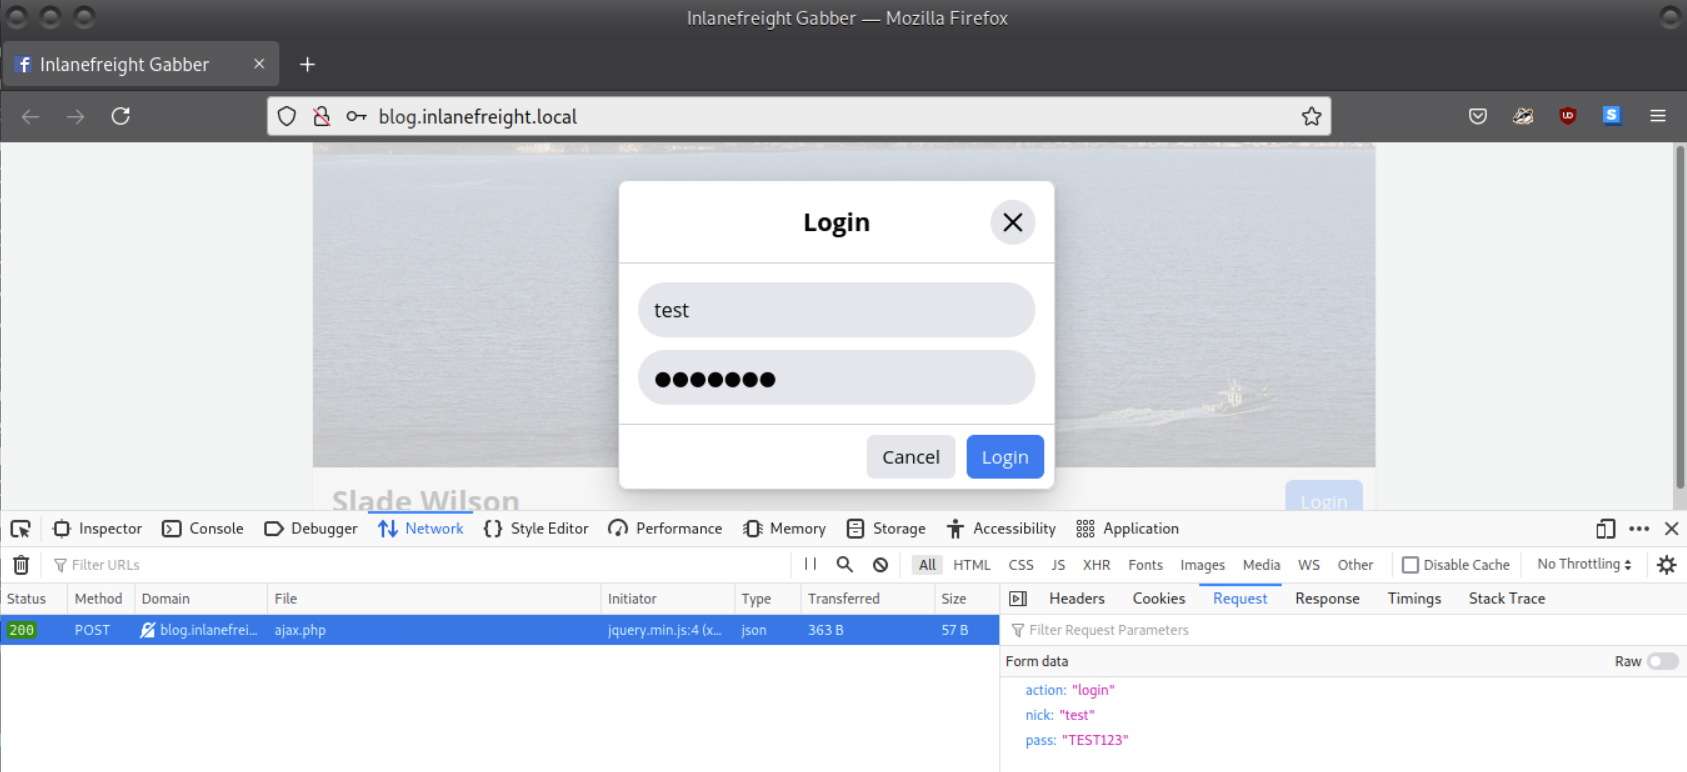 Inlanefreight Gabber — Mozilla Firefox
Inlanefreight Gabber
blog.inlanefreight.local
Login
test
●●●●●●●
Cancel Login
Slade Wilson Login
Inspector Console Debugger Network Style Editor Performance Memory Storage Accessibility Application
Filter URLs All HTML CSS JS XHR Fonts Images Media WS Other Disable Cache No Throttling
Status Method Domain File Initiator Type Transferred Size Headers Cookies Request Response Timings Stack Trace
200 POST blog.inlanefrei... ajax.php jquery.min.js:4 (x... json 363 B 57 B Filter Request Parameters
Form data Raw
action: "login"
nick: "test"
pass: "TEST123"